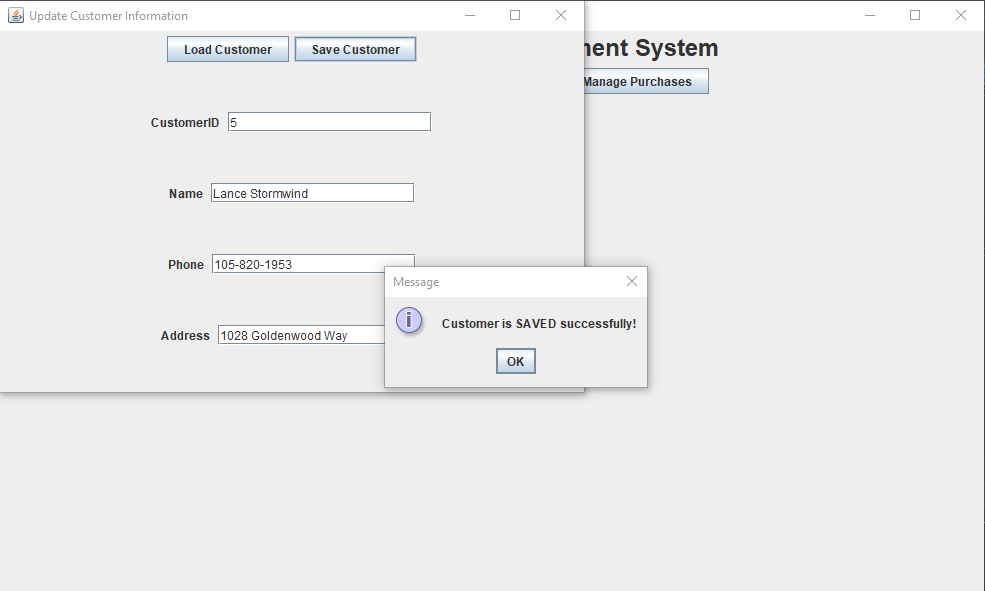 Update Customer Information
Load Customer Save Customer
ment System
Manage Purchases
CustomerID 5
Name Lance Stormwind
Phone 105-820-1953
Address 1028 Goldenwood Way
Message
Customer is SAVED successfully!
OK